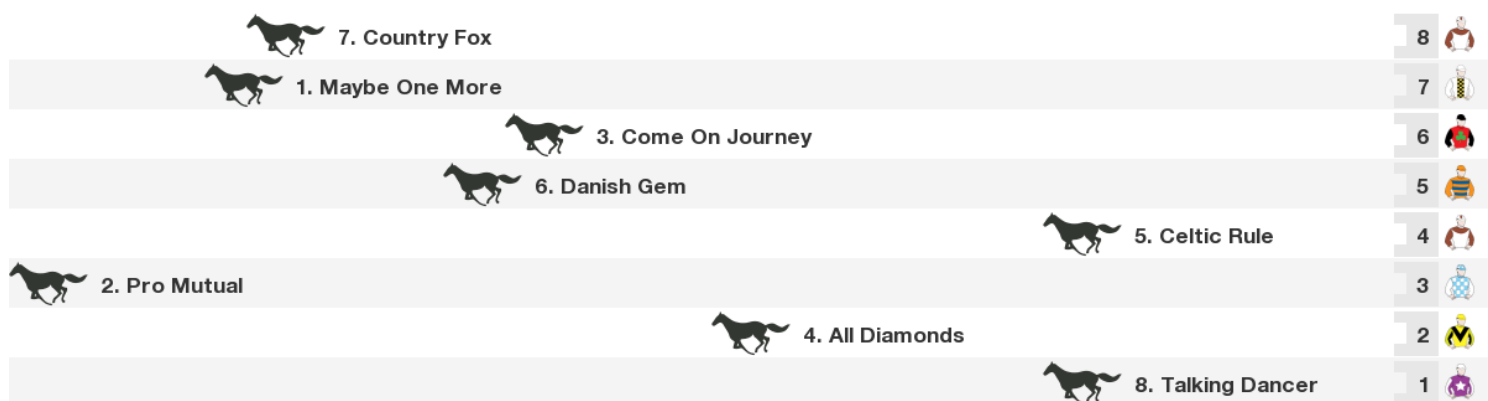 7. Country Fox 8
1. Maybe One More 7
3. Come On Journey 6
6. Danish Gem 5
5. Celtic Rule 4
2. Pro Mutual 3
4. All Diamonds 2
8. Talking Dancer 1